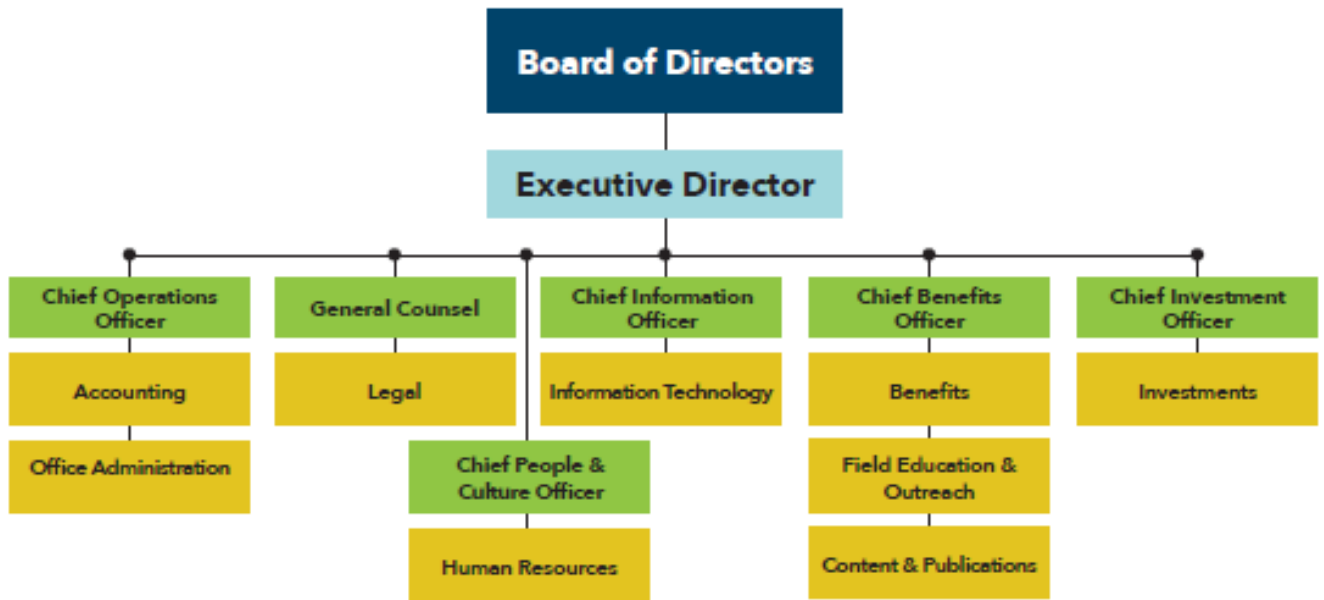 Board of Directors
Executive Director
Chief Operations
Officer
General Counsel
Chief Information
Officer
Chief Benefits
Officer
Chief Investment
Officer
Accounting
Legal
Information Technology
Benefits
Investments
Office Administration
Chief People &
Culture Officer
Field Education &
Outreach
Human Resources
Content & Publications